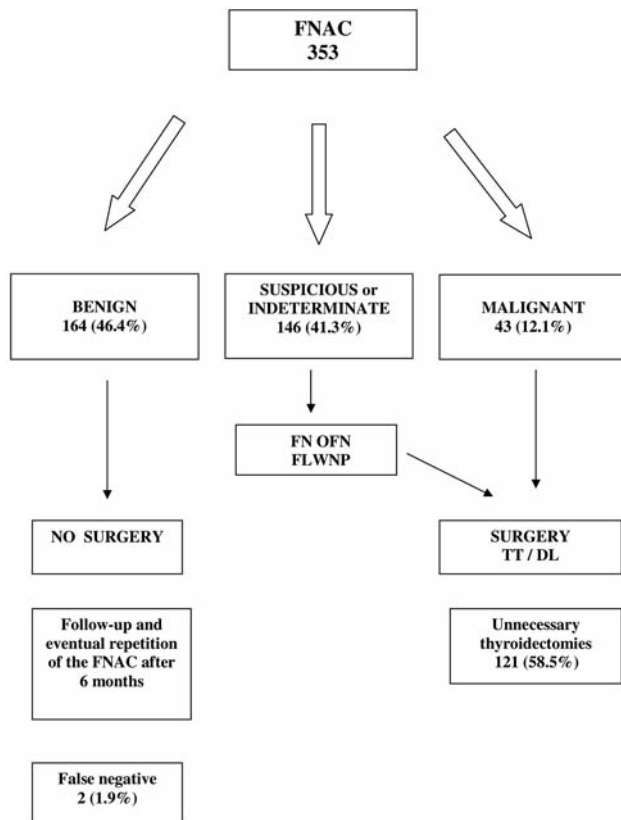 FNAC
353
BENIGN
164 (46.4%)
SUSPICIOUS or
INDETERMINATE
146 (41.3%)
MALIGNANT
43 (12.1%)
FN OFN
FLWNP
NO SURGERY
SURGERY
TT / DL
Follow-up and
eventual repetition
of the FNAC after
6 months
Unnecessary
thyroidectomies
121 (58.5%)
False negative
2 (1.9%)